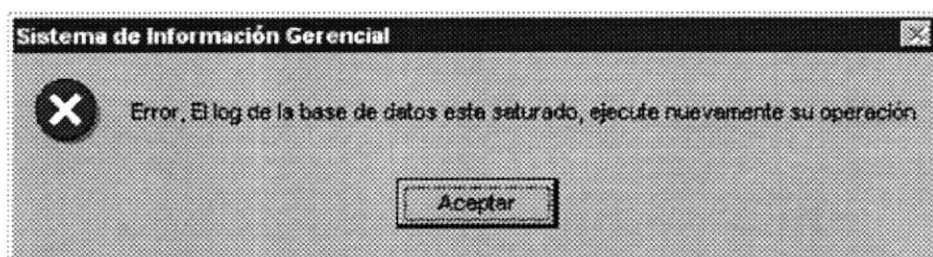 Sistema de Información Gerencial
Error, El log de la base de datos esta saturado, ejecute nuevamente su operación
Aceptar